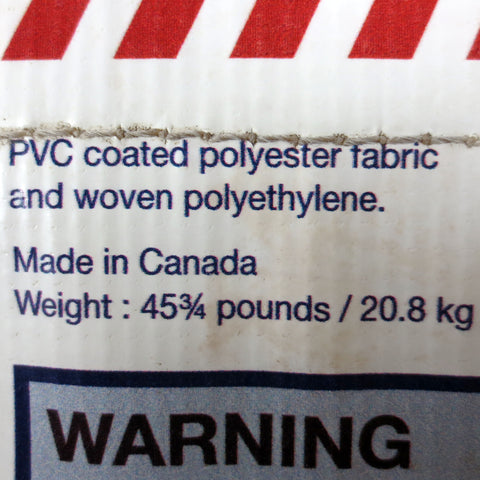 PVC coated polyester fabric
and woven polyethylene.
Made in Canada
Weight : 45¾ pounds / 20.8 kg
WARNING